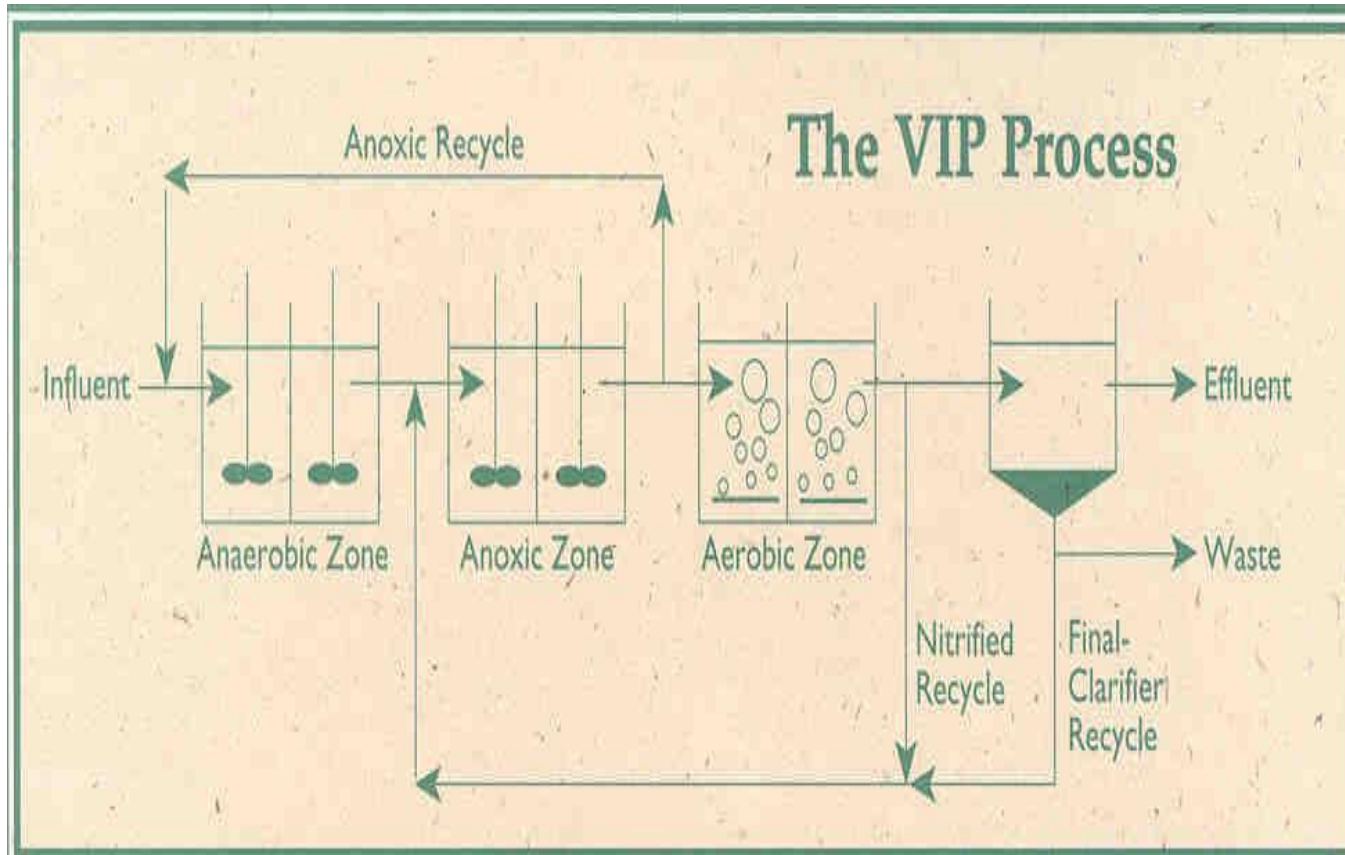 The VIP Process
Anoxic Recycle
Influent
Effluent
Anaerobic Zone
Anoxic Zone
Aerobic Zone
Waste
Nitrified
Recycle
Final-
Clarifier
Recycle